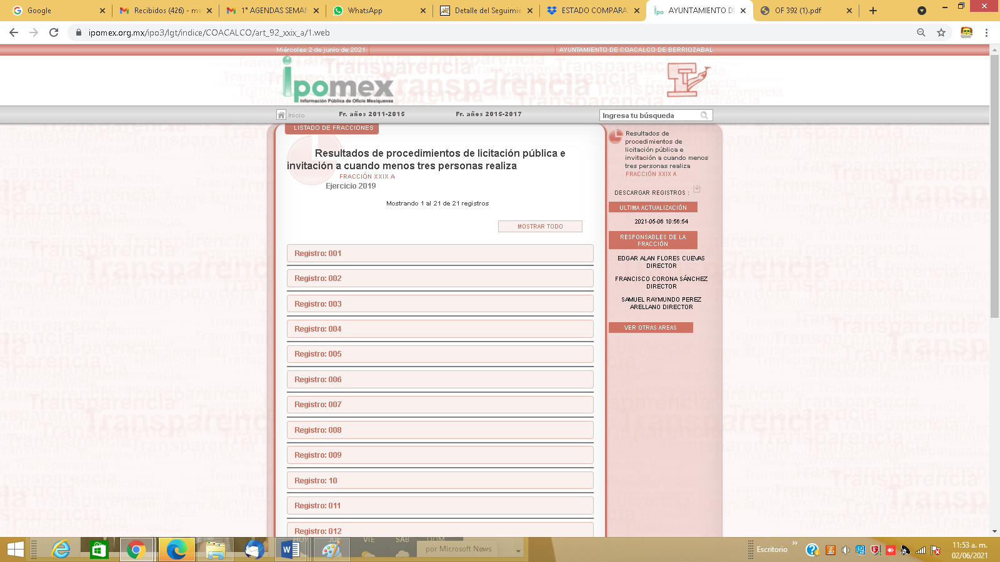 Google
Recibidos (426) - ma
1° AGENDAS SEMAN
WhatsApp
Detalle del Seguimie
ESTADO COMPARA
AYUNTAMIENTO DE
OF 392 (1).pdf
ipomex.org.mx/ipo3/lgt/indice/COACALCO/art_92_xxix_a/1.web
Miércoles 2 de junio de 2021
AYUNTAMIENTO DE COACALCO DE BERRIOZABAL
ipomex
Información Pública de Oficio Mexiquense
Transparencia
Inicio
Fr. años 2011-2015
Fr. años 2015-2017
Ingresa tu búsqueda
LISTADO DE FRACCIONES
Resultados de procedimientos de licitación pública e
invitación a cuando menos tres personas realiza
FRACCIÓN XXIX A
Ejercicio 2019
Mostrando 1 al 21 de 21 registros
MOSTRAR TODO
Registro: 001
Registro: 002
Registro: 003
Registro: 004
Registro: 005
Registro: 006
Registro: 007
Registro: 008
Registro: 009
Registro: 10
Registro: 011
Registro: 012
Resultados de
procedimientos de
licitación pública e
invitación a cuando menos
tres personas realiza
FRACCIÓN XXIX A
DESCARGAR REGISTROS :
ULTIMA ACTUALIZACIÓN
2021-05-06 10:56:54
RESPONSABLES DE LA
FRACCIÓN
EDGAR ALAN FLORES CUEVAS
DIRECTOR
FRANCISCO CORONA SÁNCHEZ
DIRECTOR
SAMUEL RAYMUNDO PEREZ
ARELLANO DIRECTOR
VER OTRAS AREAS
HOY
JUE
VIE
SÁB
DOM
por Microsoft News
Escritorio
11:53 a. m.
02/06/2021